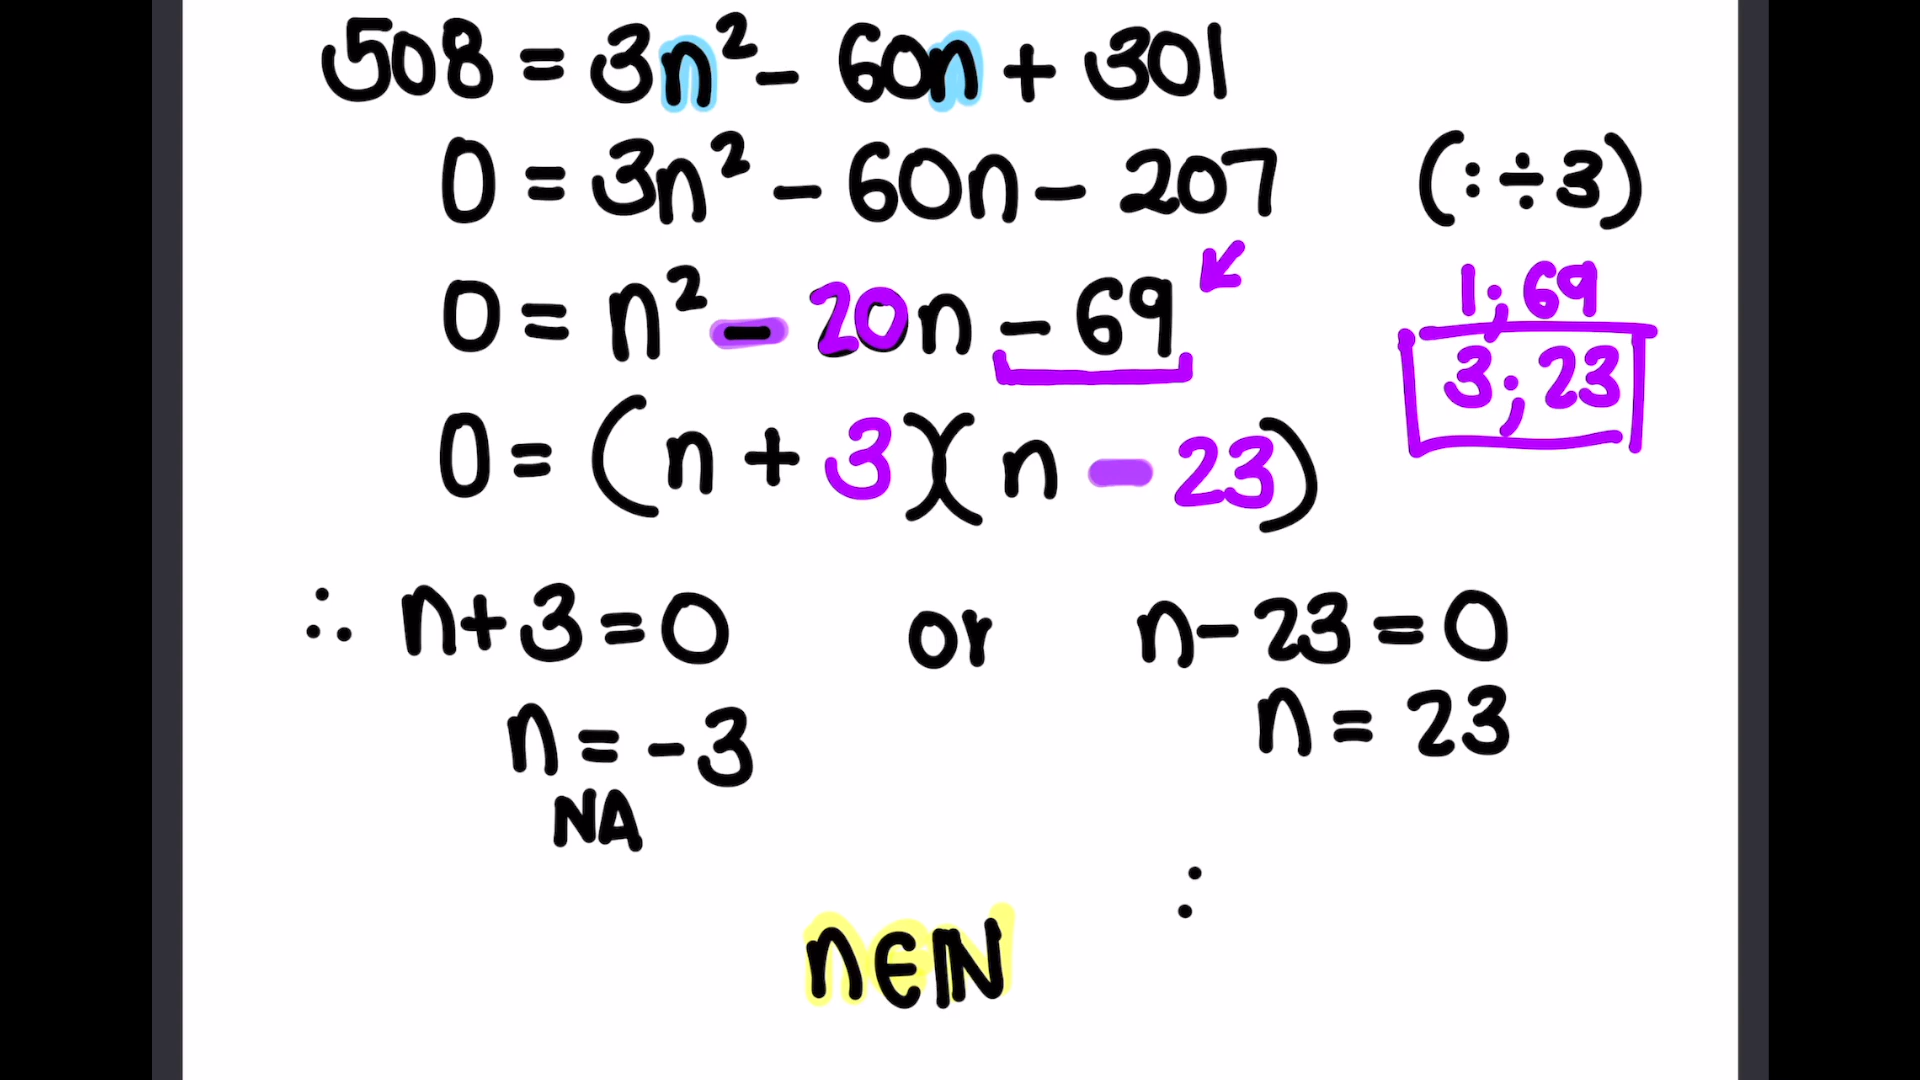 508 = 3n² - 60n + 301
0 = 3n² - 60n - 207 (:÷3)
0 = n² - 20n - 69
1;69
3;23
0 = (n + 3)(n - 23)
∴ n+3=0 or n-23=0
n = -3 n = 23
NA
:
n∈ℕ